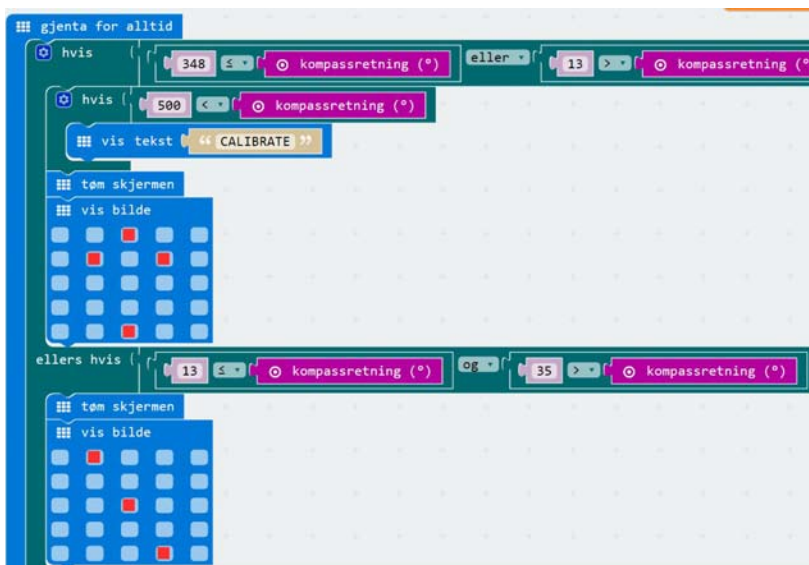 gjenta for alltid
hvis 348 ≤ kompassretning (°) eller 13 > kompassretning (°
hvis 500 < kompassretning (°)
vis tekst “ CALIBRATE ”
tøm skjermen
vis bilde
ellers hvis 13 ≤ kompassretning (°) og 35 > kompassretning (°)
tøm skjermen
vis bilde